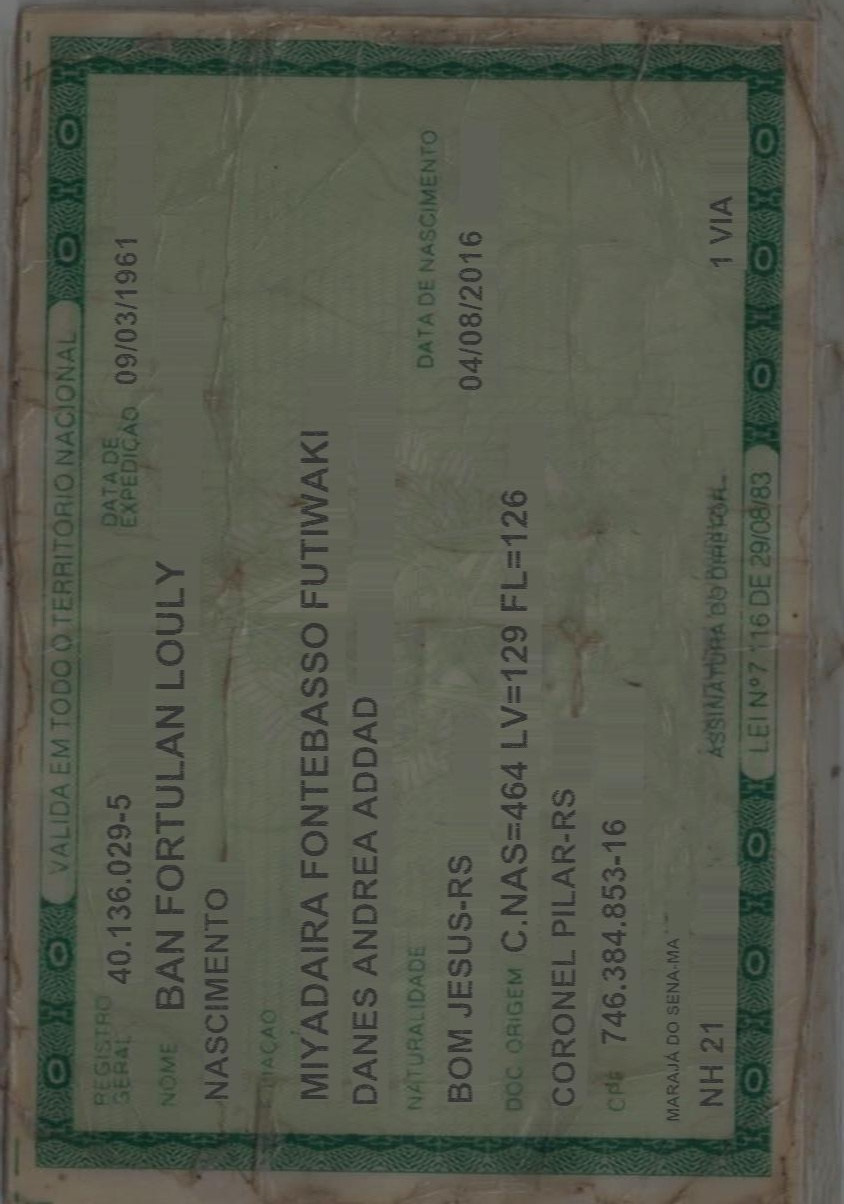 VALIDA EM TODO O TERRITÓRIO NACIONAL
REGISTRO GERAL 40.136.029-5 DATA DE EXPEDIÇÃO 09/03/1961
NOME BAN FORTULAN LOULY
NASCIMENTO
FILIAÇÃO
MIYADAIRA FONTEBASSO FUTIWAKI
DANES ANDREA ADDAD
NATURALIDADE DATA DE NASCIMENTO
BOM JESUS-RS 04/08/2016
DOC. ORIGEM C.NAS=464 LV=129 FL=126
CORONEL PILAR-RS
CPF 746.384.853-16
MARAJÁ DO SENA-MA
NH 21 ASSINATURA DO DIRETOR 1 VIA
LEI Nº 7.116 DE 29/08/83